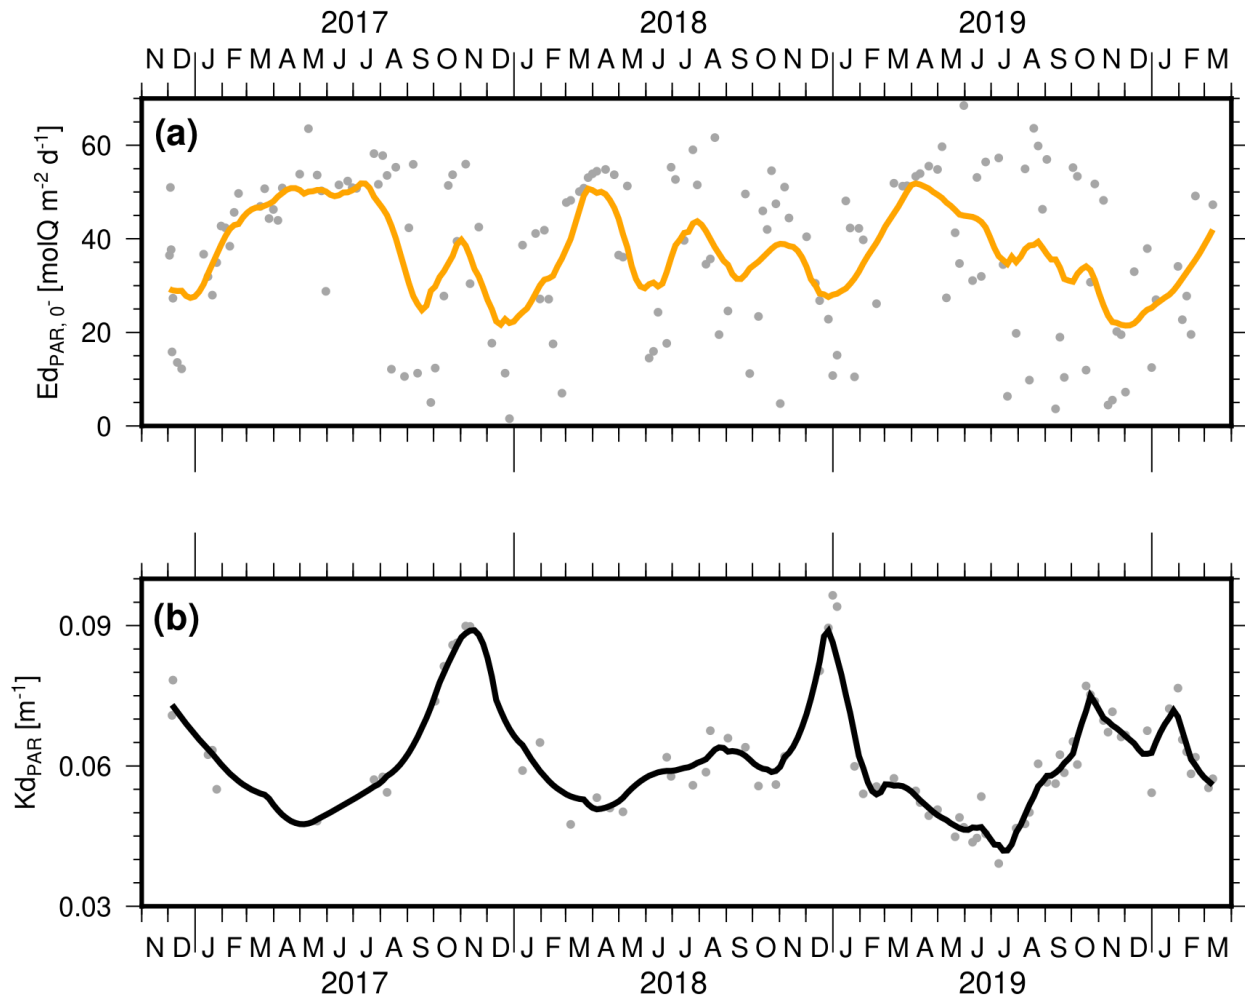 2017 2018 2019
N D J F M A M J J A S O N D J F M A M J J A S O N D J F M A M J J A S O N D J F M
(a)
Ed_PAR, 0⁻ [molQ m⁻² d⁻¹]
60
40
20
0
(b)
Kd_PAR [m⁻¹]
0.09
0.06
0.03
N D J F M A M J J A S O N D J F M A M J J A S O N D J F M A M J J A S O N D J F M
2017 2018 2019